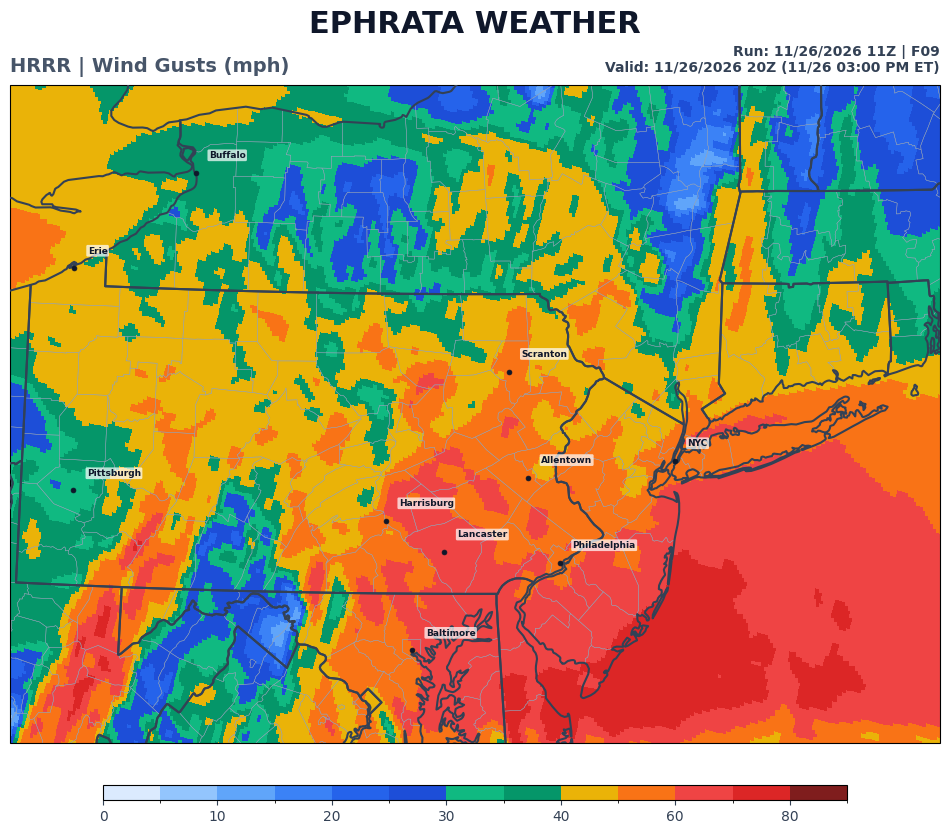 EPHRATA WEATHER
HRRR | Wind Gusts (mph)
Run: 11/26/2026 11Z | F09
Valid: 11/26/2026 20Z (11/26 03:00 PM ET)
Buffalo
Erie
Scranton
NYC
Allentown
Pittsburgh
Harrisburg
Lancaster
Philadelphia
Baltimore
0 10 20 30 40 50 60 70 80